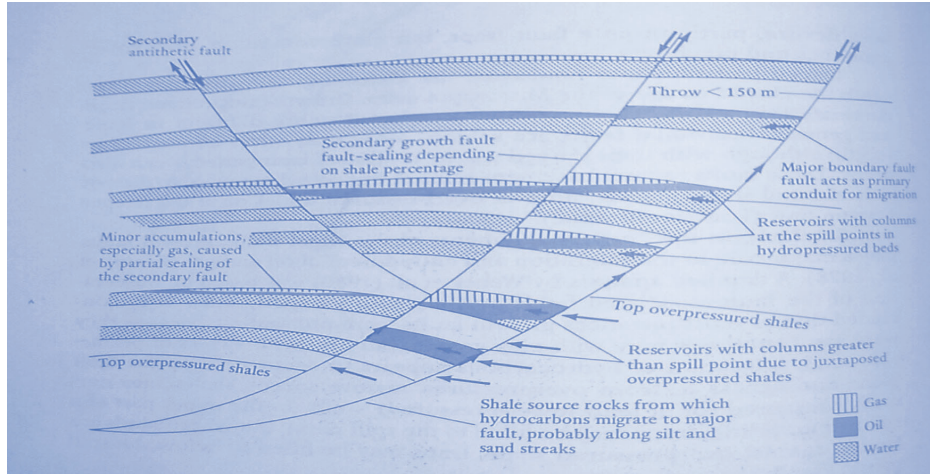 Secondary
antithetic fault
Throw < 150 m
Secondary growth fault
fault-sealing depending
on shale percentage
Major boundary fault
fault acts as primary
conduit for migration
Reservoirs with columns
at the spill points in
hydropressured beds
Minor accumulations,
especially gas, caused
by partial sealing of
the secondary fault
Top overpressured shales
Top overpressured shales
Reservoirs with columns greater
than spill point due to juxtaposed
overpressured shales
Shale source rocks from which
hydrocarbons migrate to major
fault, probably along silt and
sand streaks
Gas
Oil
Water